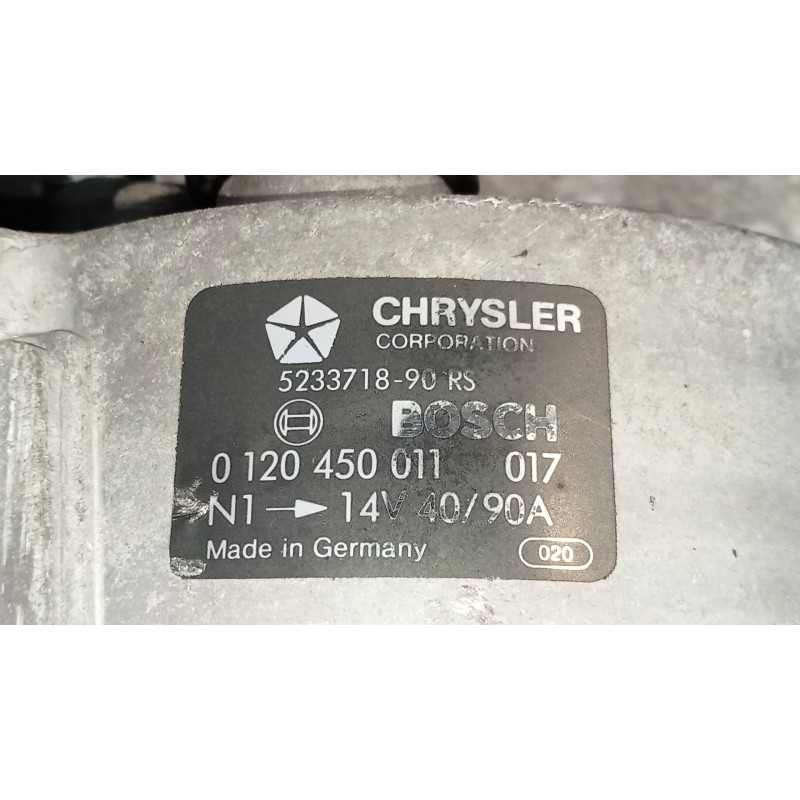 CHRYSLER
CORPORATION
5233718-90 RS
BOSCH
0 120 450 011 017
N1 → 14V 40/90A
Made in Germany 020